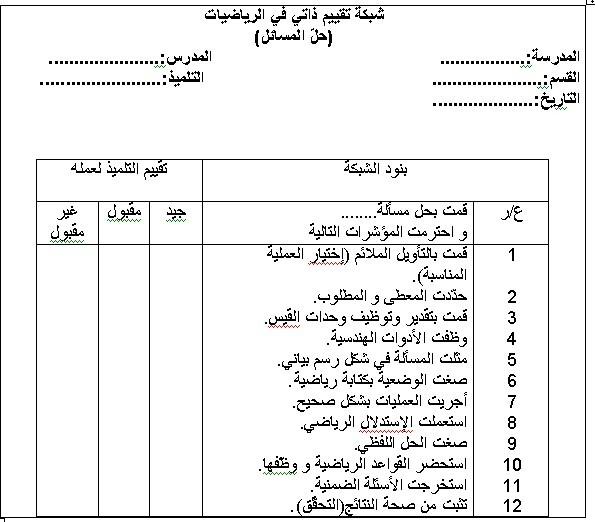 شبكة تقييم ذاتي في الرياضيات
(حلّ المسائل)
المدرسة:................. المدرس:......................
القسم:...................... التلميذ:........................
التاريخ:....................
بنود الشبكة تقييم التلميذ لعمله
ع/ر قمت بحل مسألة........ جيد مقبول غير
و احترمت المؤشرات التالية مقبول
1 قمت بالتأويل الملائم (إختيار العملية
المناسبة).
2 حدّدت المعطى و المطلوب.
3 قمت بتقدير وتوظيف وحدات القيس.
4 وظفت الأدوات الهندسية.
5 مثلت المسألة في شكل رسم بياني.
6 صغت الوضعية بكتابة رياضية.
7 أجريت العمليات بشكل صحيح.
8 استعملت الإستدلال الرياضي.
9 صغت الحل اللفظي.
10 استحضر القواعد الرياضية و وظّفها.
11 استخرجت الأسئلة الضمنية.
12 تثبت من صحة النتائج(التحقّق).